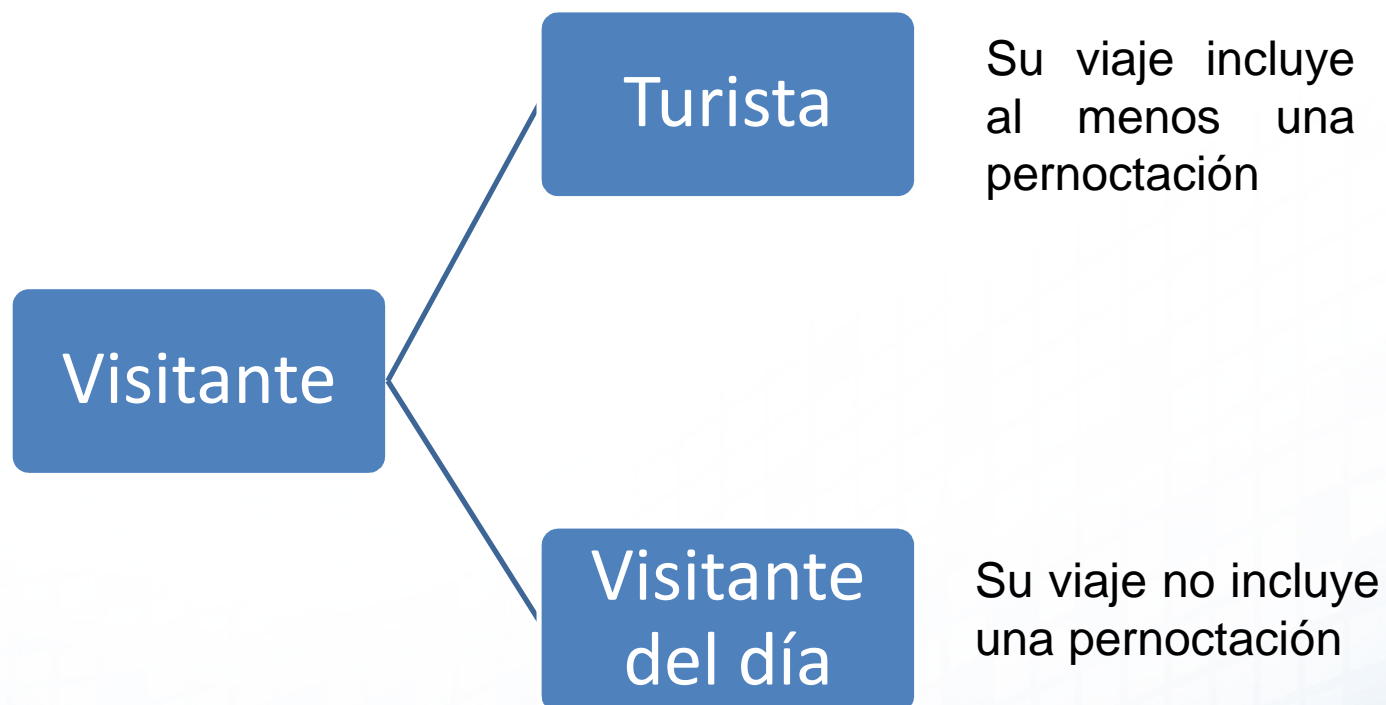 Turista
Su viaje incluye
al menos una
pernoctación
Visitante
Visitante
del día
Su viaje no incluye
una pernoctación